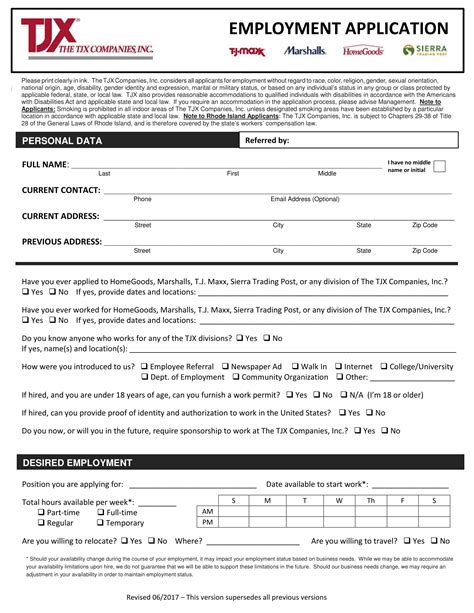 TJX
THE TJX COMPANIES, INC.
EMPLOYMENT APPLICATION
T.J.maxx Marshalls. HomeGoods SIERRA TRADING POST
Please print clearly in ink. The TJX Companies, Inc. considers all applicants for employment without regard to race, color, religion, gender, sexual orientation,
national origin, age, disability, gender identity and expression, marital or military status, or based on any individual's status in any group or class protected by
applicable federal, state, or local law. TJX also provides reasonable accommodations to qualified individuals with disabilities in accordance with the Americans
with Disabilities Act and applicable state and local law. If you require an accommodation in the application process, please advise Management. Note to
Applicants: Smoking is prohibited in all indoor areas of The TJX Companies, Inc. unless designated smoking areas have been established by a particular
location in accordance with applicable state and local law. Note to Rhode Island Applicants: The TJX Companies, Inc. is subject to Chapters 29-38 of Title
28 of the General Laws of Rhode Island, and is therefore covered by the state's workers' compensation law.
PERSONAL DATA Referred by:
FULL NAME: I have no middle name or initial
Last First Middle
CURRENT CONTACT:
Phone Email Address (Optional)
CURRENT ADDRESS:
Street City State Zip Code
PREVIOUS ADDRESS:
Street City State Zip Code
Have you ever applied to HomeGoods, Marshalls, T.J. Maxx, Sierra Trading Post, or any division of The TJX Companies, Inc.?
❑ Yes ❑ No If yes, provide dates and locations:
Have you ever worked for HomeGoods, Marshalls, T.J. Maxx, Sierra Trading Post, or any division of The TJX Companies, Inc.?
❑ Yes ❑ No If yes, provide dates and locations:
Do you know anyone who works for any of the TJX divisions? ❑ Yes ❑ No
If yes, name(s) and location(s):
How were you introduced to us? ❑ Employee Referral ❑ Newspaper Ad ❑ Walk In ❑ Internet ❑ College/University
❑ Dept. of Employment ❑ Community Organization ❑ Other:
If hired, and you are under 18 years of age, can you furnish a work permit? ❑ Yes ❑ No ❑ N/A (I'm 18 or older)
If hired, can you provide proof of identity and authorization to work in the United States? ❑ Yes ❑ No
Do you now, or will you in the future, require sponsorship to work at The TJX Companies, Inc.? ❑ Yes ❑ No
DESIRED EMPLOYMENT
Position you are applying for: Date available to start work*:
Total hours available per week*: S M T W Th F S
❑ Part-time ❑ Full-time AM
❑ Regular ❑ Temporary PM
Are you willing to relocate? ❑ Yes ❑ No Where? Are you willing to travel? ❑ Yes ❑ No
* Should your availability change during the course of your employment, it may impact your employment status based on business needs. While we may be able to accommodate
your availability limitations upon hire, we do not guarantee that we will be able to support these limitations throughout your employment. Should our business needs change, we may require an
adjustment in your availability in order to maintain employment status.
Revised 06/2017 – This version supersedes all previous versions